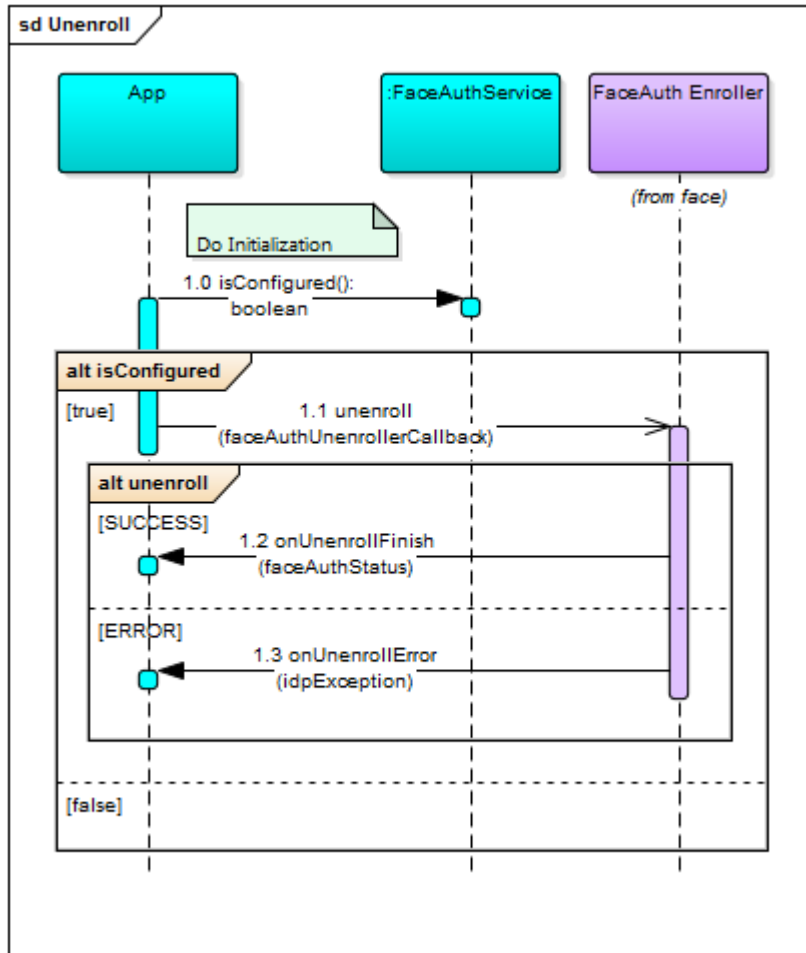 sd Unenroll
App
:FaceAuthService
FaceAuth Enroller
(from face)
Do Initialization
1.0 isConfigured():
boolean
alt isConfigured
[true]
1.1 unenroll
(faceAuthUnenrollerCallback)
alt unenroll
[SUCCESS]
1.2 onUnenrollFinish
(faceAuthStatus)
[ERROR]
1.3 onUnenrollError
(idpException)
[false]